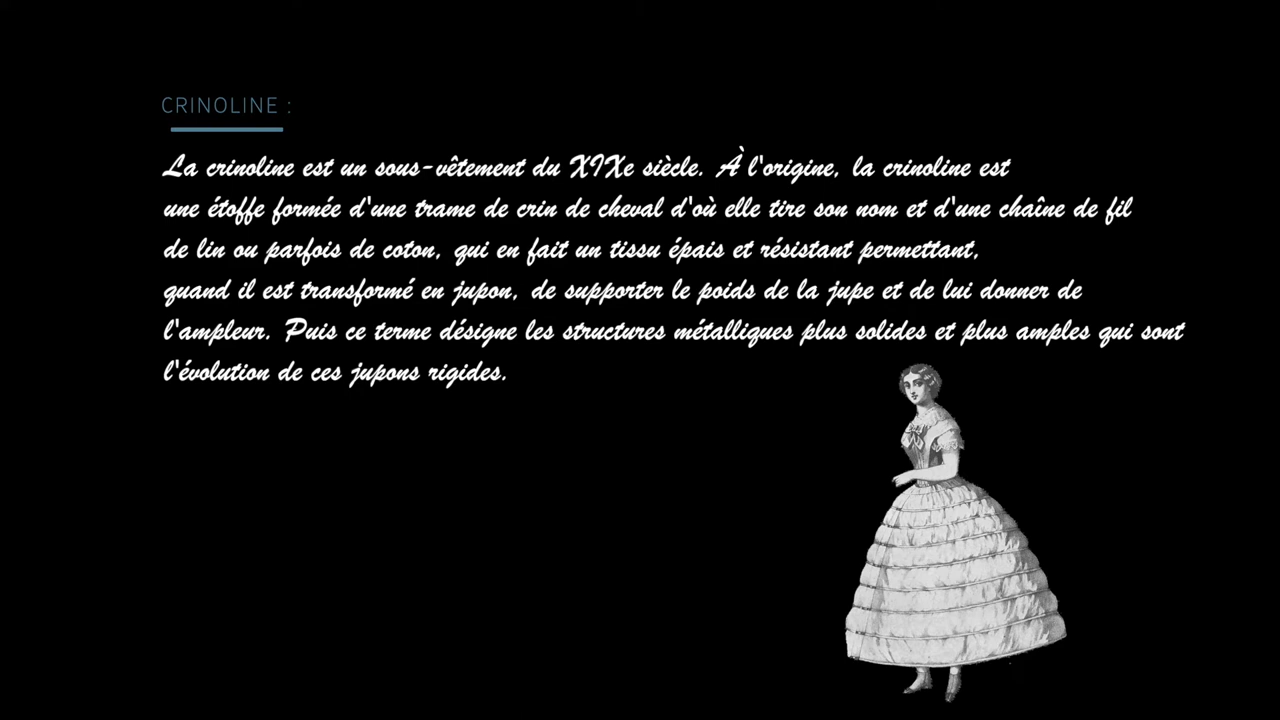 CRINOLINE :
La crinoline est un sous-vêtement du XIXe siècle. À l'origine, la crinoline est
une étoffe formée d'une trame de crin de cheval d'où elle tire son nom et d'une chaîne de fil
de lin ou parfois de coton, qui en fait un tissu épais et résistant permettant,
quand il est transformé en jupon, de supporter le poids de la jupe et de lui donner de
l'ampleur. Puis ce terme désigne les structures métalliques plus solides et plus amples qui sont
l'évolution de ces jupons rigides.